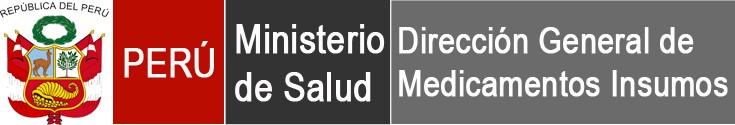 REPÚBLICA DEL PERÚ
PERÚ
Ministerio
de Salud
Dirección General de
Medicamentos Insumos